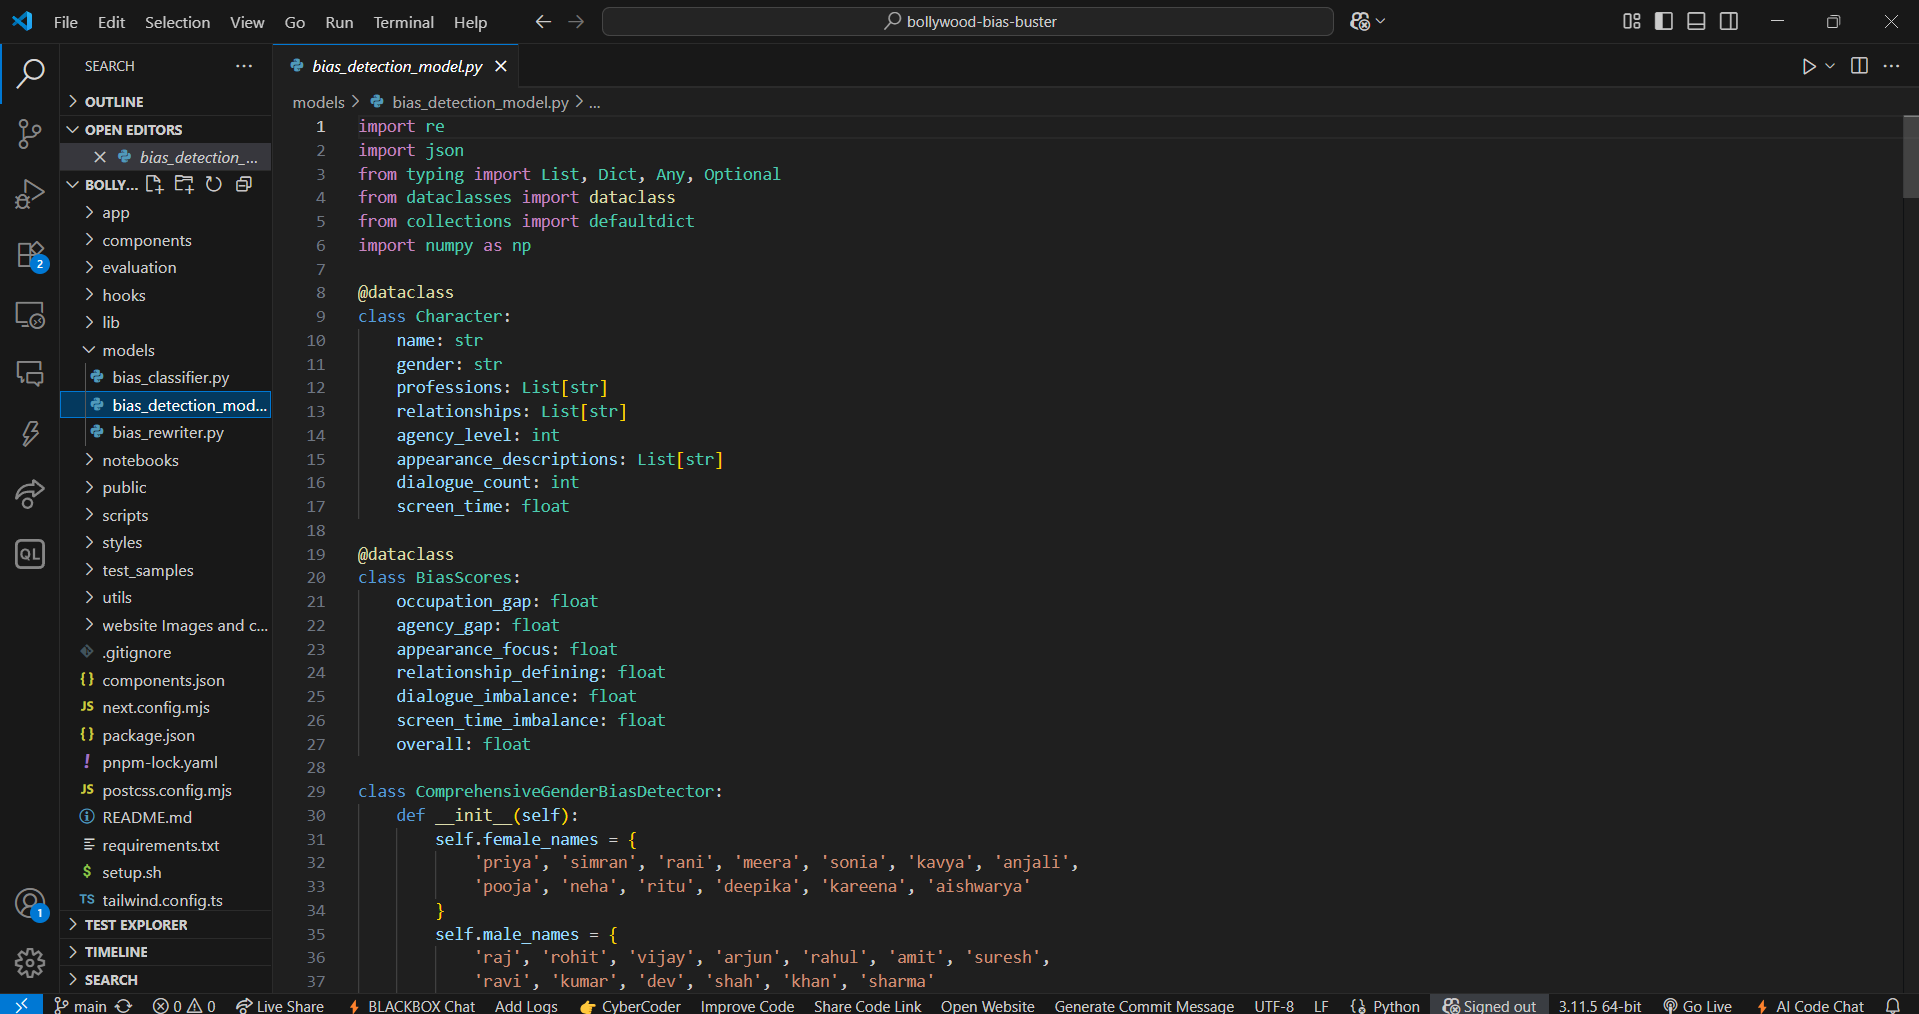 File Edit Selection View Go Run Terminal Help
bollywood-bias-buster
SEARCH
OUTLINE
OPEN EDITORS
bias_detection_...
BOLLY...
app
components
evaluation
hooks
lib
models
bias_classifier.py
bias_detection_mod...
bias_rewriter.py
notebooks
public
scripts
styles
test_samples
utils
website Images and c...
.gitignore
{} components.json
JS next.config.mjs
{} package.json
! pnpm-lock.yaml
JS postcss.config.mjs
README.md
requirements.txt
$ setup.sh
TS tailwind.config.ts
TEST EXPLORER
TIMELINE
SEARCH
2
QL
1
bias_detection_model.py
models > bias_detection_model.py > ...
1 import re
2 import json
3 from typing import List, Dict, Any, Optional
4 from dataclasses import dataclass
5 from collections import defaultdict
6 import numpy as np
7
8 @dataclass
9 class Character:
10 name: str
11 gender: str
12 professions: List[str]
13 relationships: List[str]
14 agency_level: int
15 appearance_descriptions: List[str]
16 dialogue_count: int
17 screen_time: float
18
19 @dataclass
20 class BiasScores:
21 occupation_gap: float
22 agency_gap: float
23 appearance_focus: float
24 relationship_defining: float
25 dialogue_imbalance: float
26 screen_time_imbalance: float
27 overall: float
28
29 class ComprehensiveGenderBiasDetector:
30 def __init__(self):
31 self.female_names = {
32 'priya', 'simran', 'rani', 'meera', 'sonia', 'kavya', 'anjali',
33 'pooja', 'neha', 'ritu', 'deepika', 'kareena', 'aishwarya'
34 }
35 self.male_names = {
36 'raj', 'rohit', 'vijay', 'arjun', 'rahul', 'amit', 'suresh',
37 'ravi', 'kumar', 'dev', 'shah', 'khan', 'sharma'
main 0 0 Live Share BLACKBOX Chat Add Logs CyberCoder Improve Code Share Code Link Open Website Generate Commit Message UTF-8 LF Python Signed out 3.11.5 64-bit Go Live AI Code Chat